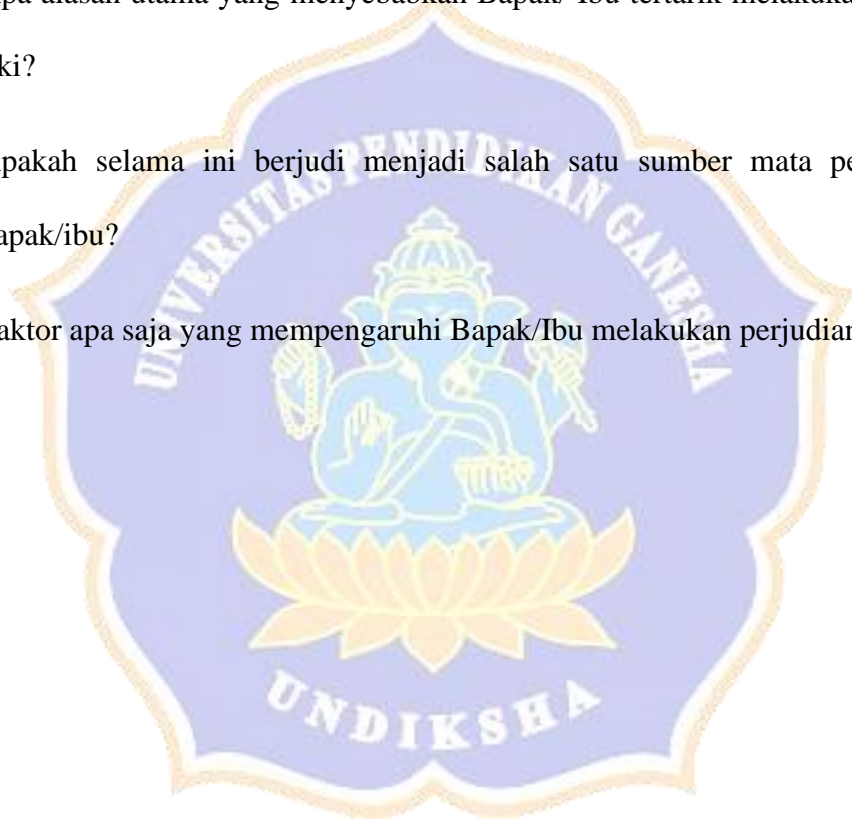 pa alasan utama yang menyebabkan Bapak/ Ibu tertarik melakuka
ki?
pakah selama ini berjudi menjadi salah satu sumber mata pe
apak/ibu?
aktor apa saja yang mempengaruhi Bapak/Ibu melakukan perjudian
UNIVERSITAS PENDIDIKAN GANESHA
UNDIKSHA